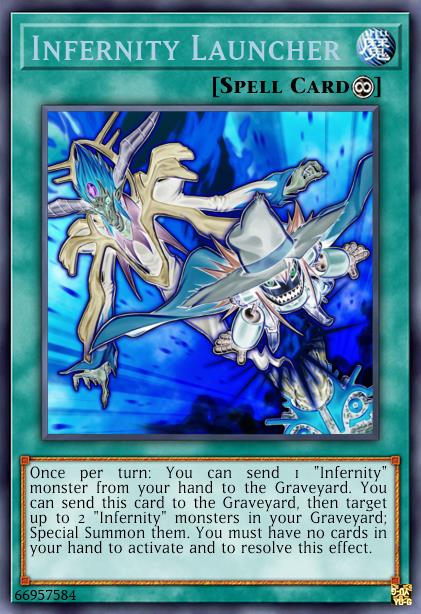 Infernity Launcher
魔
[Spell Card]
Once per turn: You can send 1 "Infernity"
monster from your hand to the Graveyard. You
can send this card to the Graveyard, then target
up to 2 "Infernity" monsters in your Graveyard;
Special Summon them. You must have no cards in
your hand to activate and to resolve this effect.
66957584